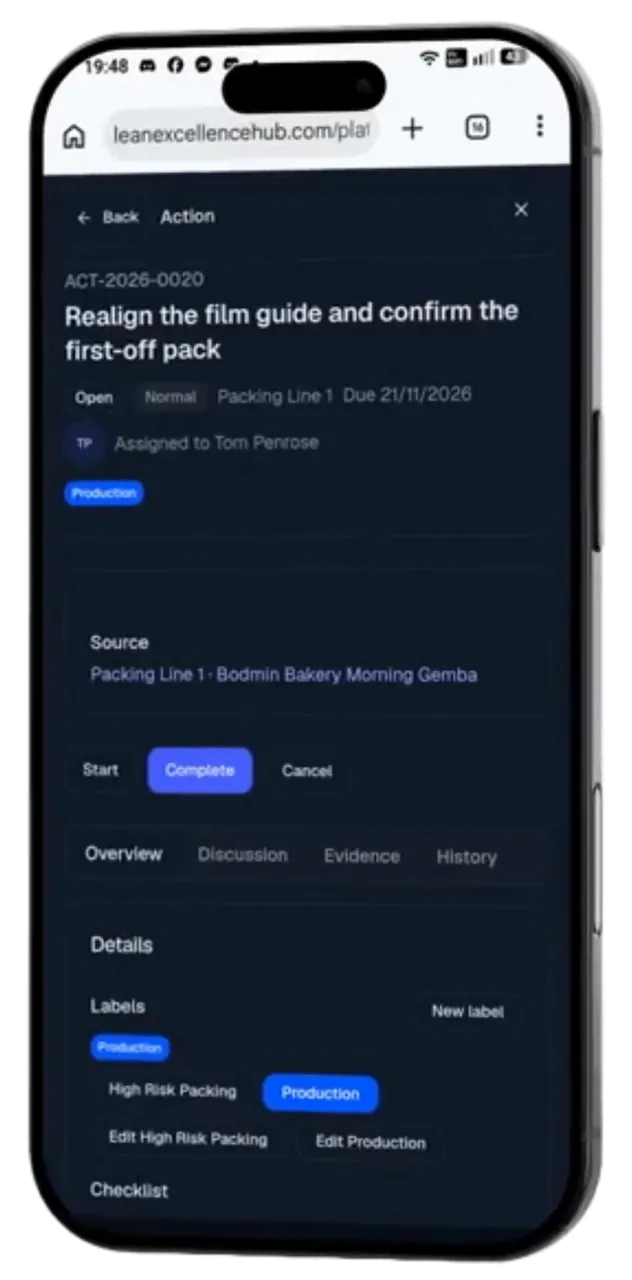 19:48
43
leanexcellencehub.com/plat
16
Back Action
ACT-2026-0020
Realign the film guide and confirm the
first-off pack
Open Normal Packing Line 1 Due 21/11/2026
TP Assigned to Tom Penrose
Production
Source
Packing Line 1 · Bodmin Bakery Morning Gemba
Start Complete Cancel
Overview Discussion Evidence History
Details
Labels New label
Production
High Risk Packing Production
Edit High Risk Packing Edit Production
Checklist